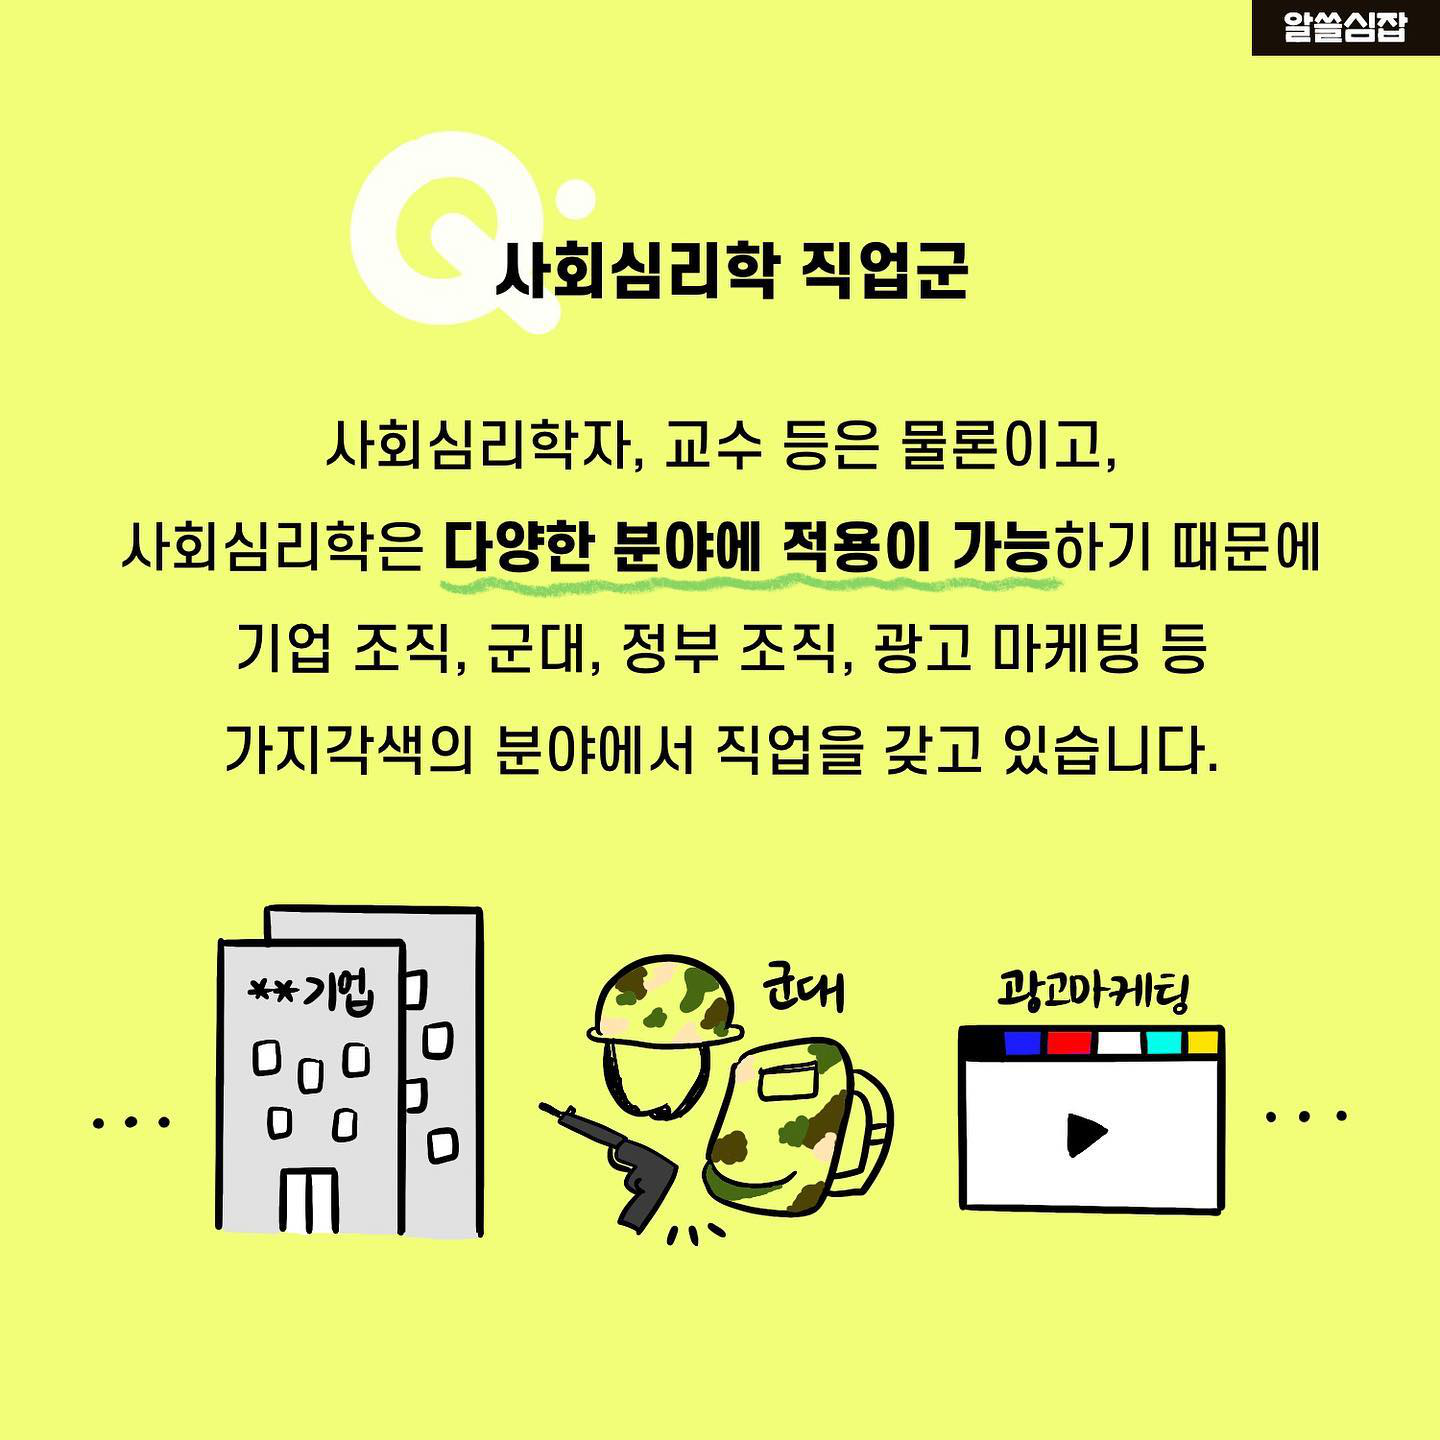 알쓸심잡
Q.
사회심리학 직업군
사회심리학자, 교수 등은 물론이고,
사회심리학은 다양한 분야에 적용이 가능하기 때문에
기업 조직, 군대, 정부 조직, 광고 마케팅 등
가지각색의 분야에서 직업을 갖고 있습니다.
**기업
군대
광고마케팅